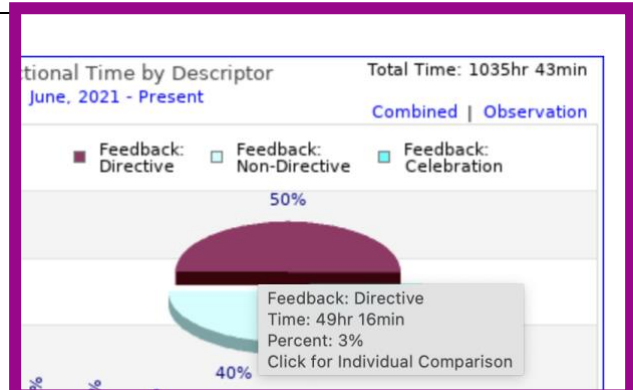 ctional Time by Descriptor
Total Time: 1035hr 43min
June, 2021 - Present
Combined | Observation
Feedback: Directive
Feedback: Non-Directive
Feedback: Celebration
50%
Feedback: Directive
Time: 49hr 16min
Percent: 3%
Click for Individual Comparison
40%
%
%